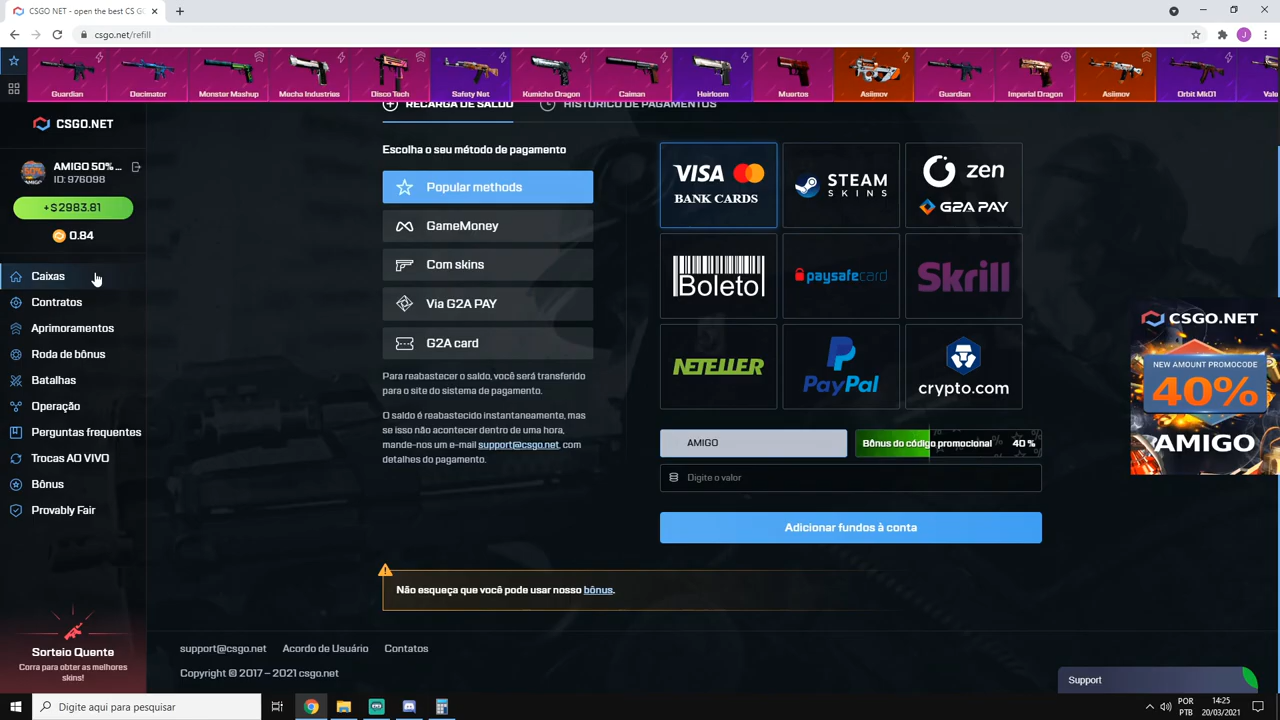 CSGO NET - open the best CS G
csgo.net/refill
J
Guardian
Decimator
Monster Mashup
Mecha Industries
Disco Tech
Safety Net
Kumicho Dragon
Caiman
Heirloom
Muertos
Asiimov
Guardian
Imperial Dragon
Asiimov
Orbit Mk01
CSGO.NET
AMIGO 50% ...
ID: 976098
+$2983.81
0.84
Caixas
Contratos
Aprimoramentos
Roda de bônus
Batalhas
Operação
Perguntas frequentes
Trocas AO VIVO
Bônus
Provably Fair
Sorteio Quente
Corra para obter as melhores
skins!
RECARGA DE SALDO
HISTÓRICO DE PAGAMENTOS
Escolha o seu método de pagamento
Popular methods
GameMoney
Com skins
Via G2A PAY
G2A card
Para reabastecer o saldo, você será transferido
para o site do sistema de pagamento.
O saldo é reabastecido instantaneamente, mas
se isso não acontecer dentro de uma hora,
mande-nos um e-mail support@csgo.net, com
detalhes do pagamento.
VISA
BANK CARDS
STEAM
SKINS
zen
G2A PAY
Boleto
paysafecard
Skrill
NETELLER
PayPal
crypto.com
AMIGO
Bônus do código promocional 40 %
Digite o valor
Adicionar fundos à conta
Não esqueça que você pode usar nosso bônus.
CSGO.NET
NEW AMOUNT PROMOCODE
40%
AMIGO
support@csgo.net
Acordo de Usuário
Contatos
Copyright © 2017 – 2021 csgo.net
Support
Digite aqui para pesquisar
POR
PTB
14:25
20/03/2021